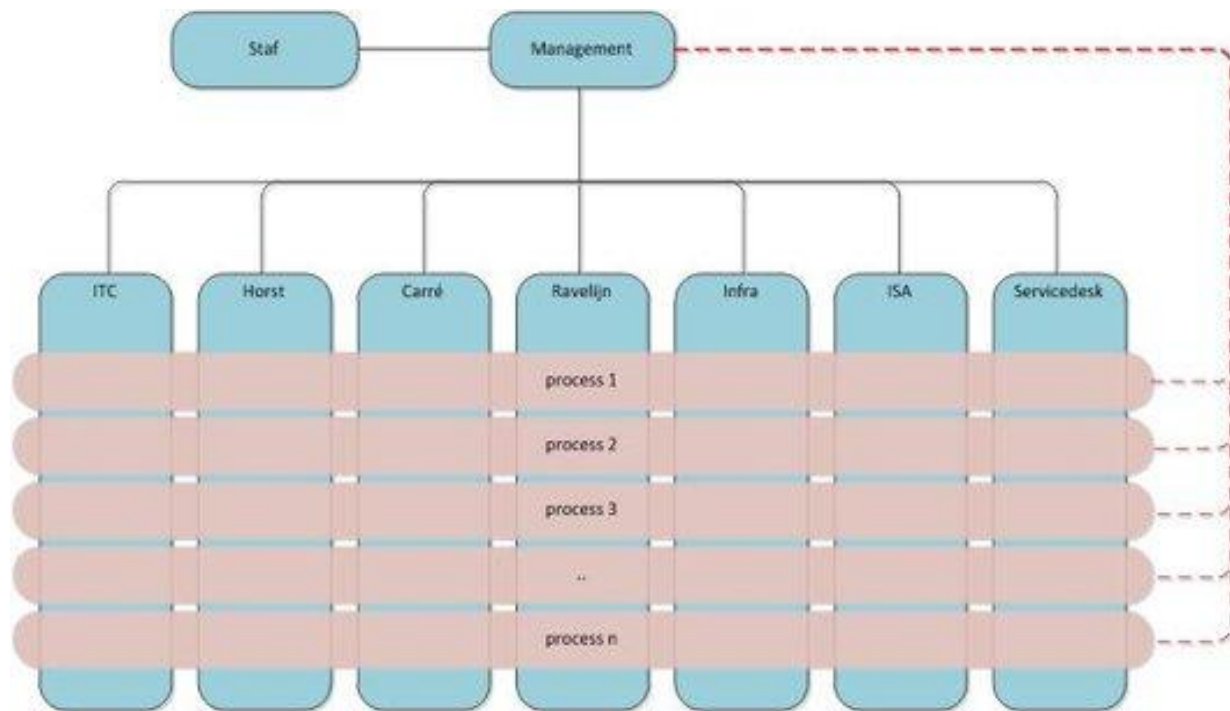 Staf
Management
ITC
Horst
Carré
Ravelijn
Infra
ISA
Servicedesk
process 1
process 2
process 3
..
process n